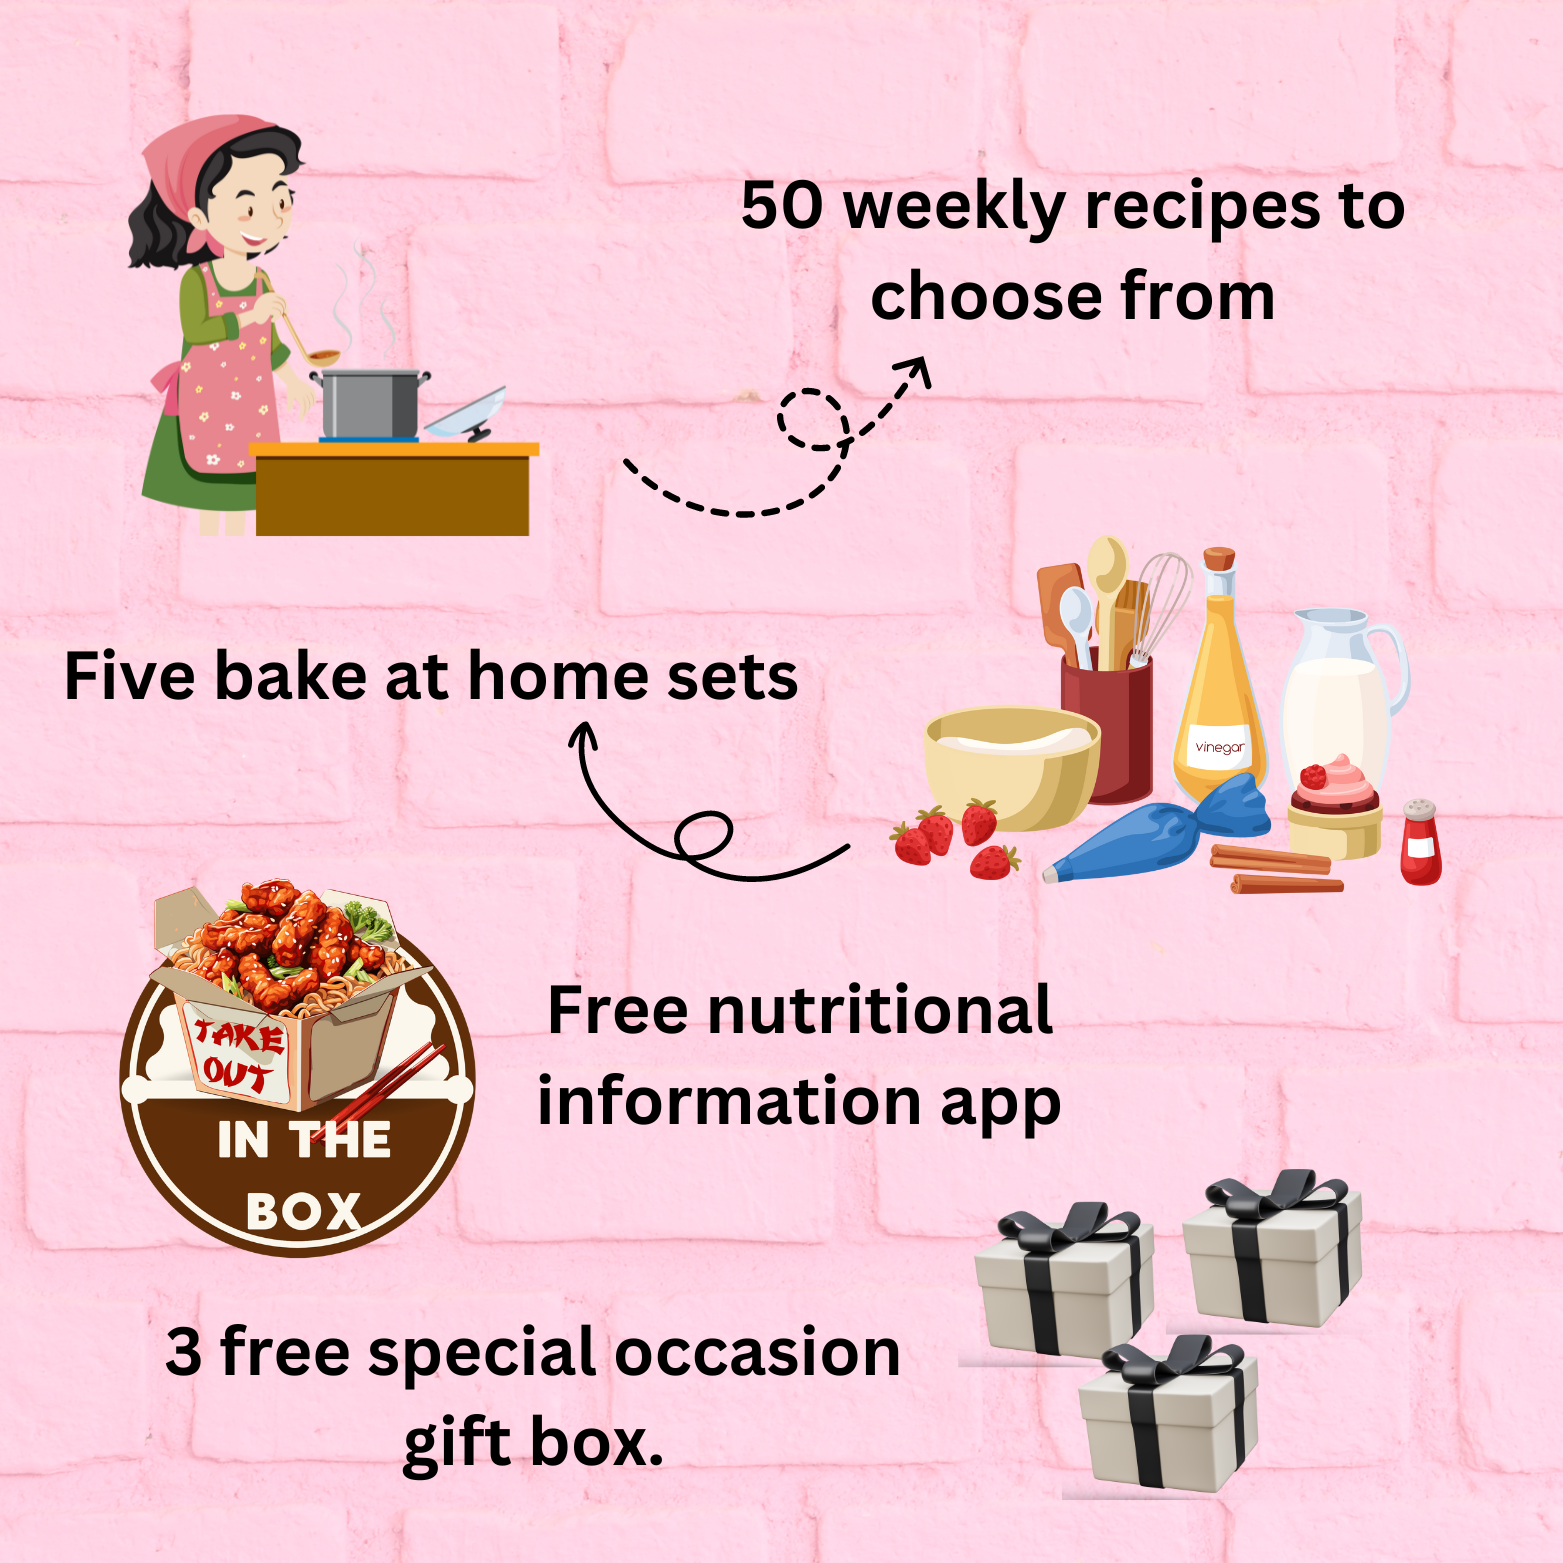 50 weekly recipes to
choose from
Five bake at home sets
vinegar
TAKE
OUT
IN THE
BOX
Free nutritional
information app
3 free special occasion
gift box.